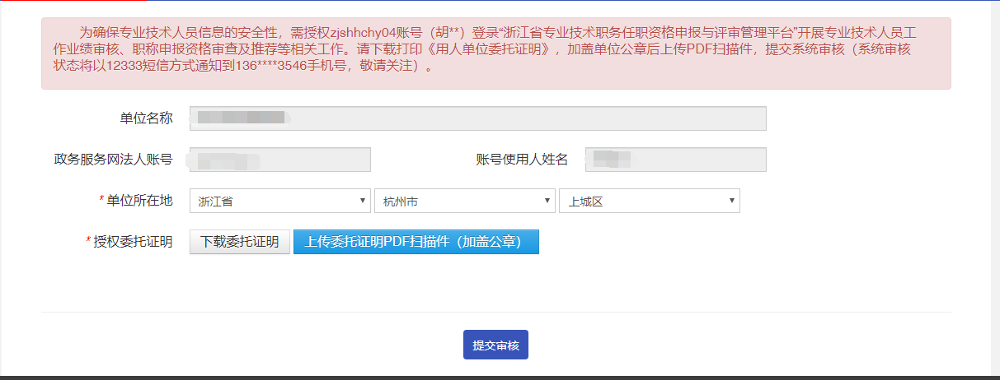 为确保专业技术人员信息的安全性，需授权zjshhchy04账号（胡**）登录“浙江省专业技术职务任职资格申报与评审管理平台”开展专业技术人员工
作业绩审核、职称申报资格审查及推荐等相关工作。请下载打印《用人单位委托证明》，加盖单位公章后上传PDF扫描件，提交系统审核（系统审核
状态将以12333短信方式通知到136****3546手机号，敬请关注）。
单位名称
政务服务网法人账号 账号使用人姓名
*单位所在地 浙江省 杭州市 上城区
*授权委托证明 下载委托证明 上传委托证明PDF扫描件（加盖公章）
提交审核